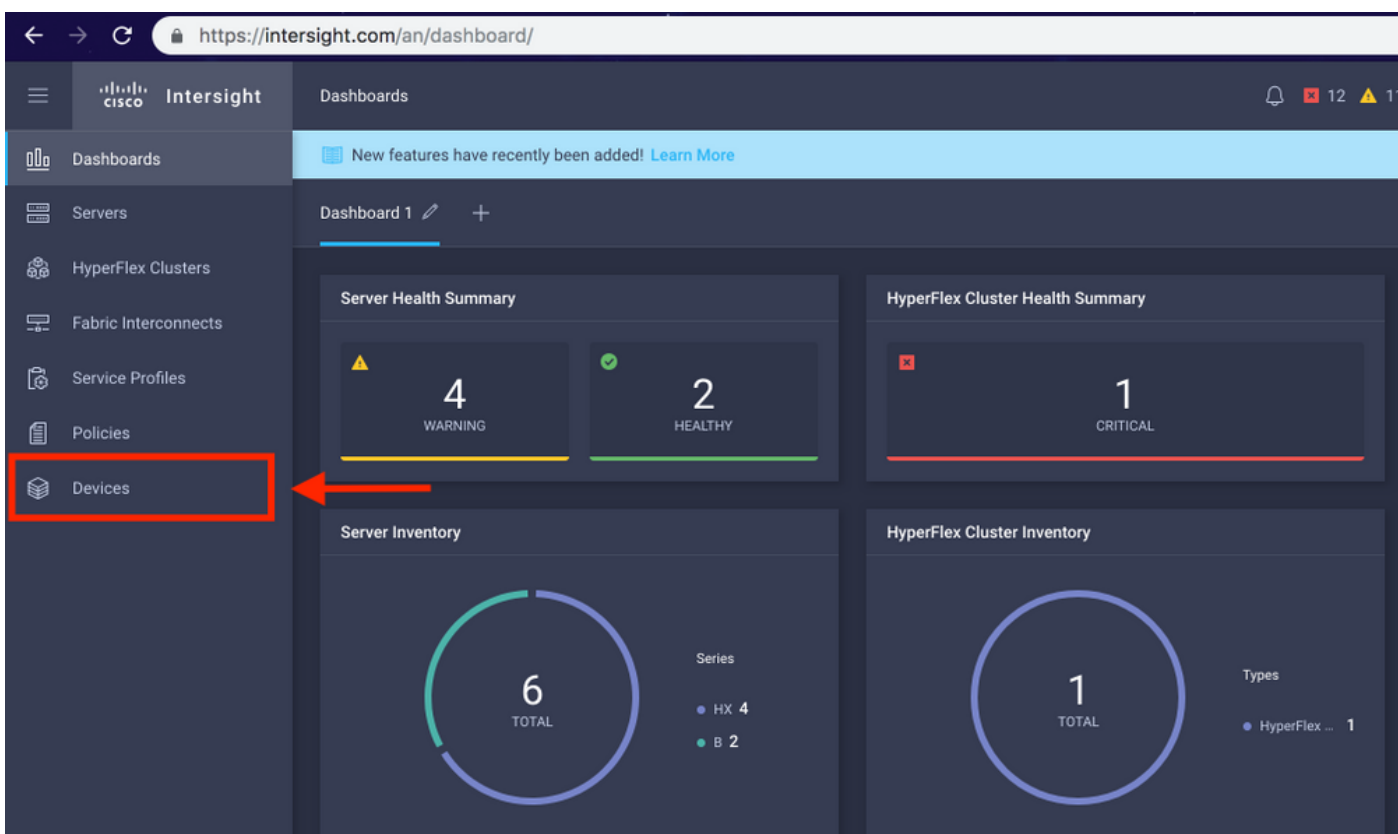 https://intersight.com/an/dashboard/
cisco Intersight
Dashboards
12
New features have recently been added! Learn More
Dashboards
Servers
HyperFlex Clusters
Fabric Interconnects
Service Profiles
Policies
Devices
Dashboard 1
Server Health Summary
4
WARNING
2
HEALTHY
HyperFlex Cluster Health Summary
1
CRITICAL
Server Inventory
6
TOTAL
Series
HX 4
B 2
HyperFlex Cluster Inventory
1
TOTAL
Types
HyperFlex ... 1